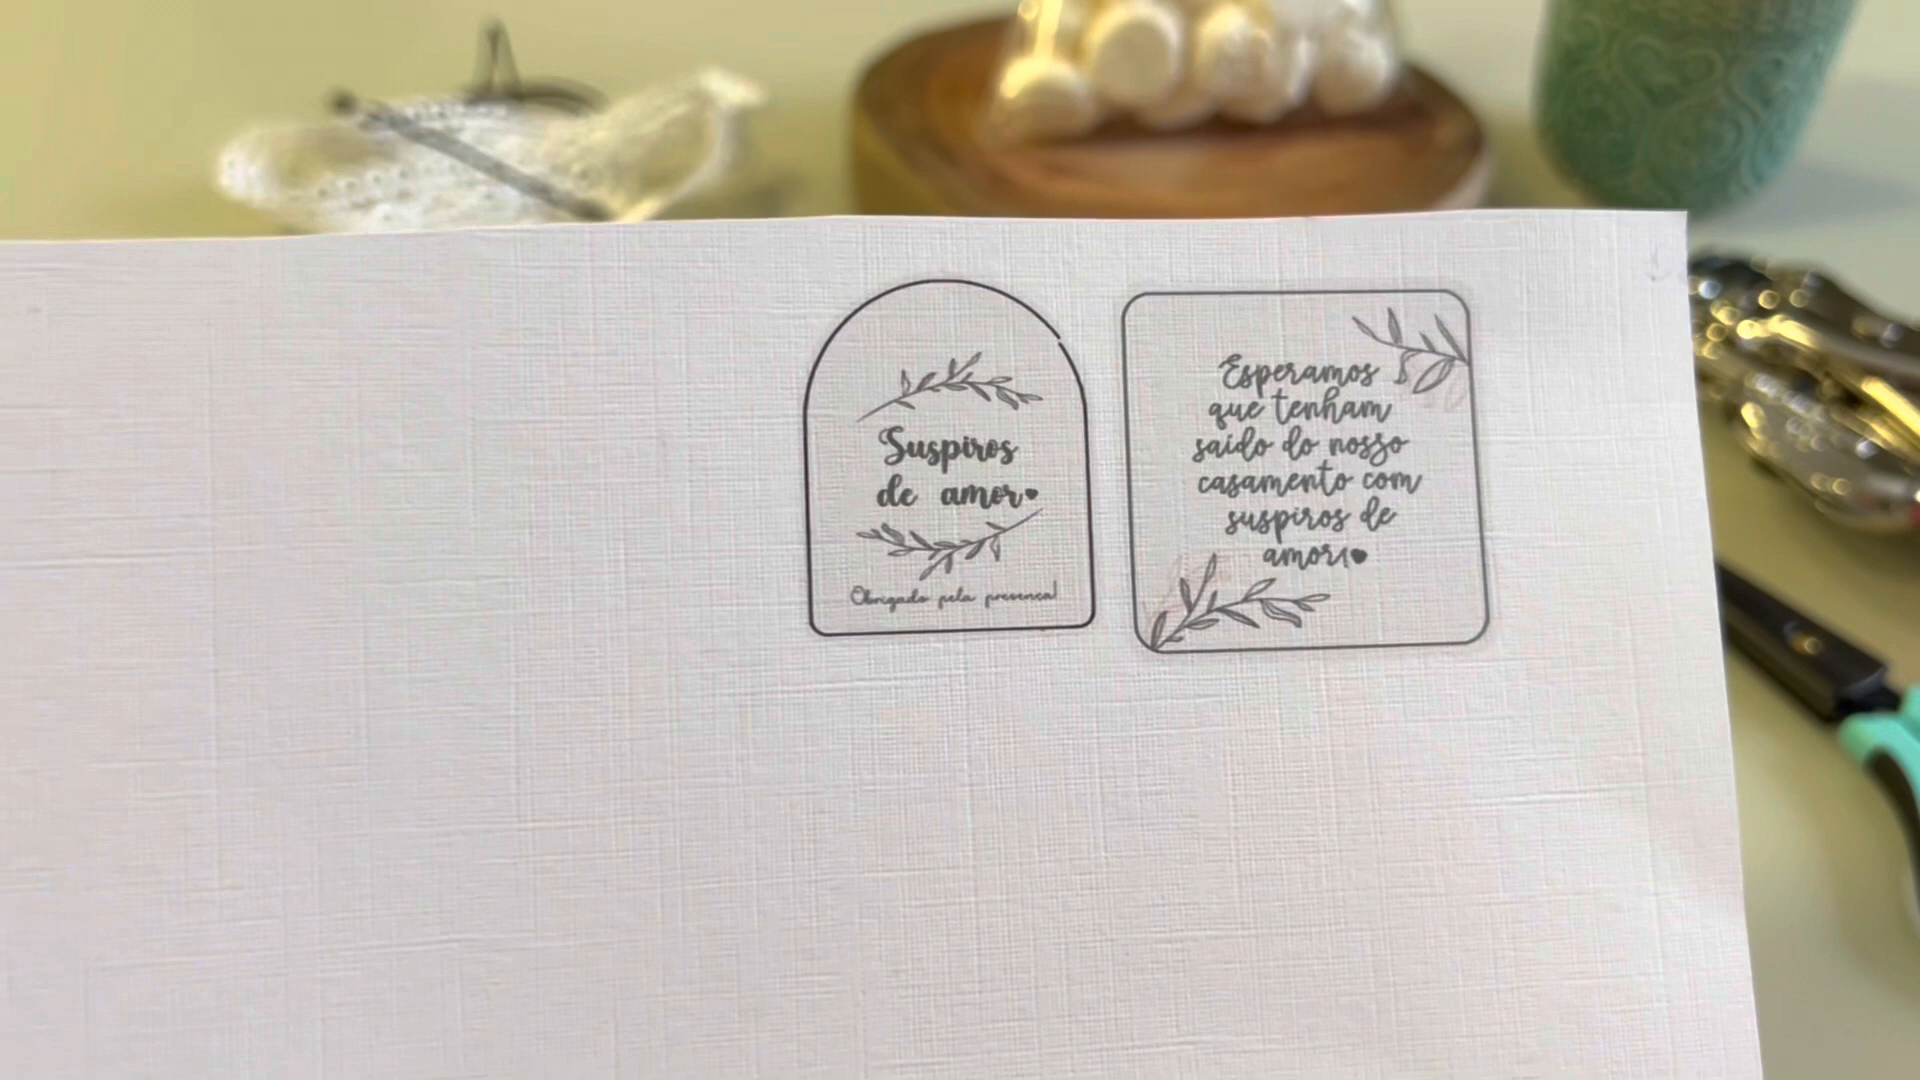 Suspiros
de amor
Obrigado pela presença!
Esperamos
que tenham
saído do nosso
casamento com
suspiros de
amor!